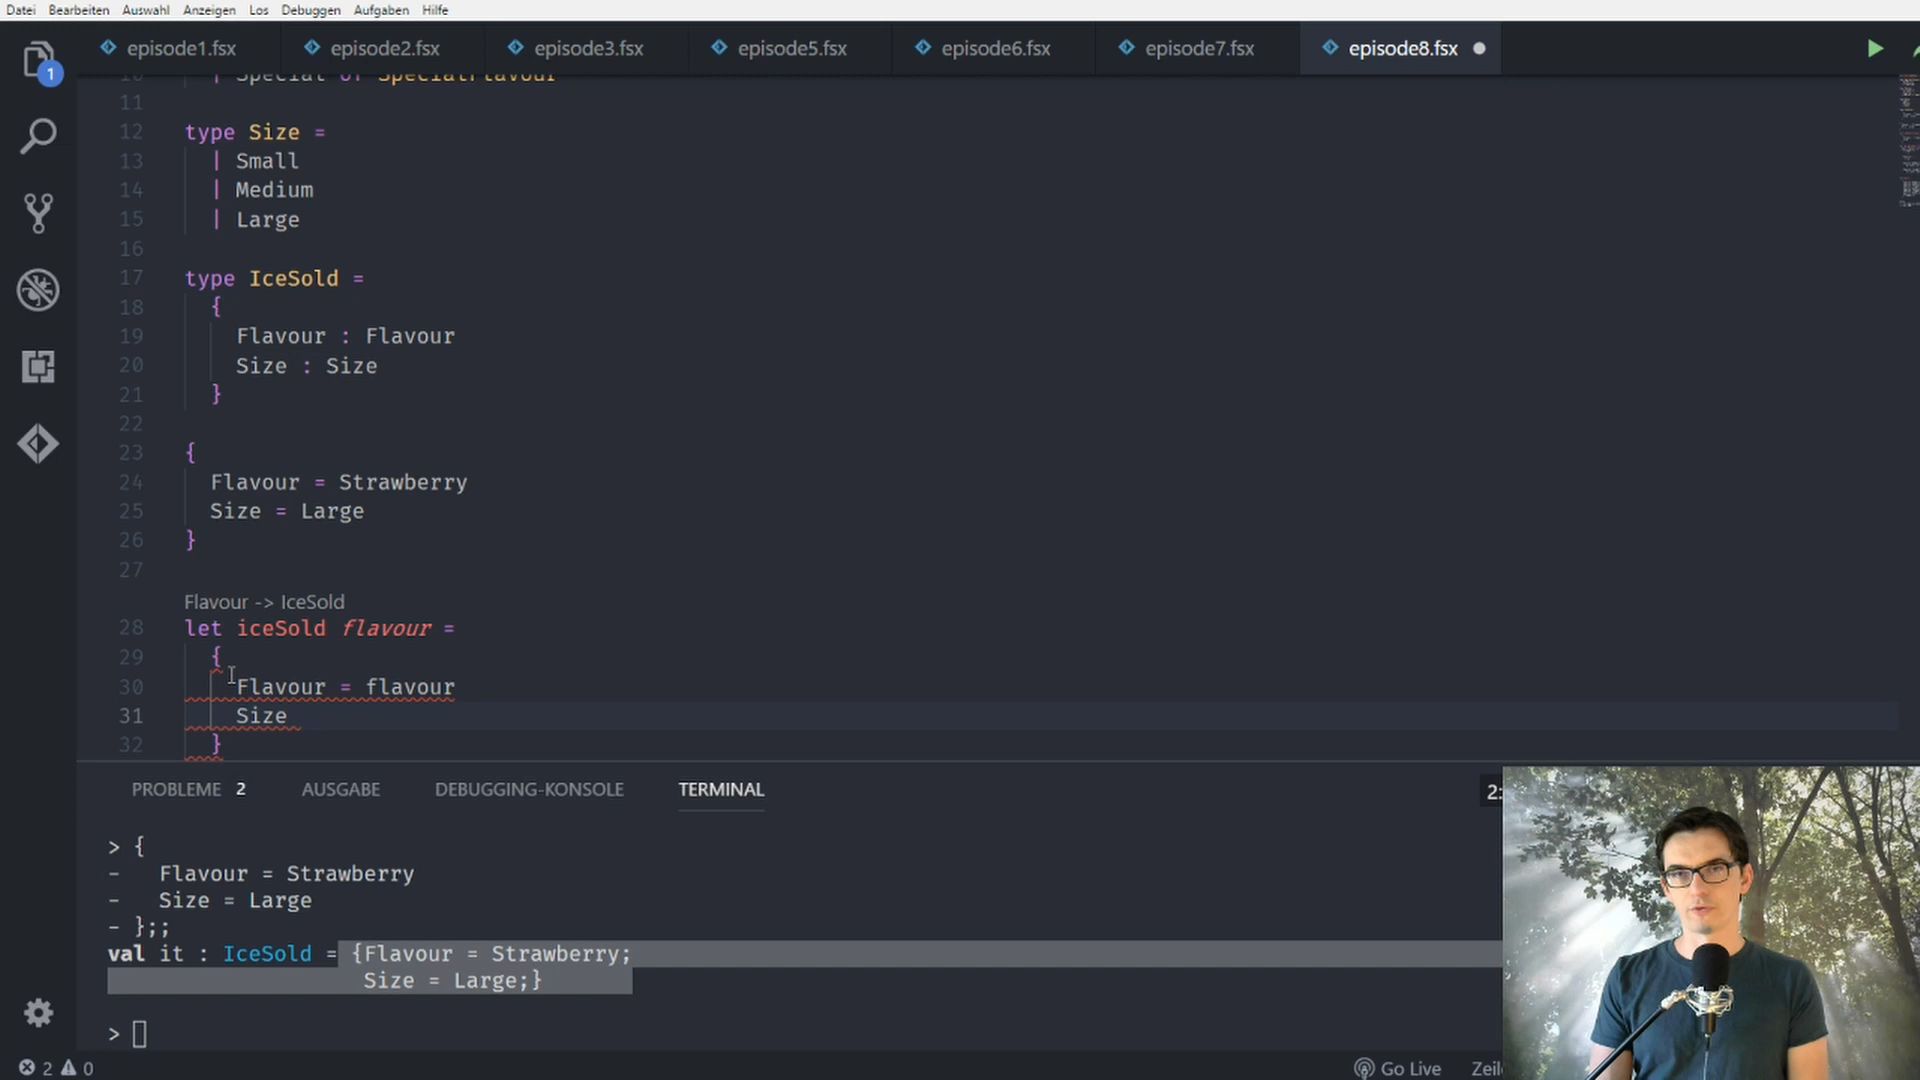 Datei Bearbeiten Auswahl Anzeigen Los Debuggen Aufgaben Hilfe
episode1.fsx episode2.fsx episode3.fsx episode5.fsx episode6.fsx episode7.fsx episode8.fsx
1
10 | Special of SpecialFlavour
11
12 type Size =
13 | Small
14 | Medium
15 | Large
16
17 type IceSold =
18 {
19 Flavour : Flavour
20 Size : Size
21 }
22
23 {
24 Flavour = Strawberry
25 Size = Large
26 }
27
Flavour -> IceSold
28 let iceSold flavour =
29 {
30 Flavour = flavour
31 Size
32 }
PROBLEME 2 AUSGABE DEBUGGING-KONSOLE TERMINAL 2:
> {
- Flavour = Strawberry
- Size = Large
- };;
val it : IceSold = {Flavour = Strawberry;
Size = Large;}
>
2 0 Go Live